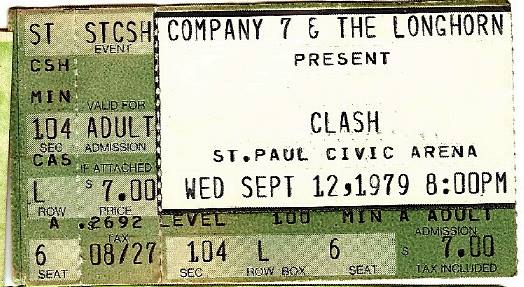 ST STCSH COMPANY 7 & THE LONGHORN
EVENT
CSH PRESENT
MIN VALID FOR
104 ADULT CLASH
SEC ADMISSION
CAS ST.PAUL CIVIC ARENA
IF ATTACHED
L $ 7.00 WED SEPT 12,1979 8:00PM
ROW PRICE
A .2692 LEVEL 100 MIN A ADULT
TAX ADMISSION
6 08/27 104 L 6 $ 7.00
SEAT SEC ROW BOX SEAT TAX INCLUDED